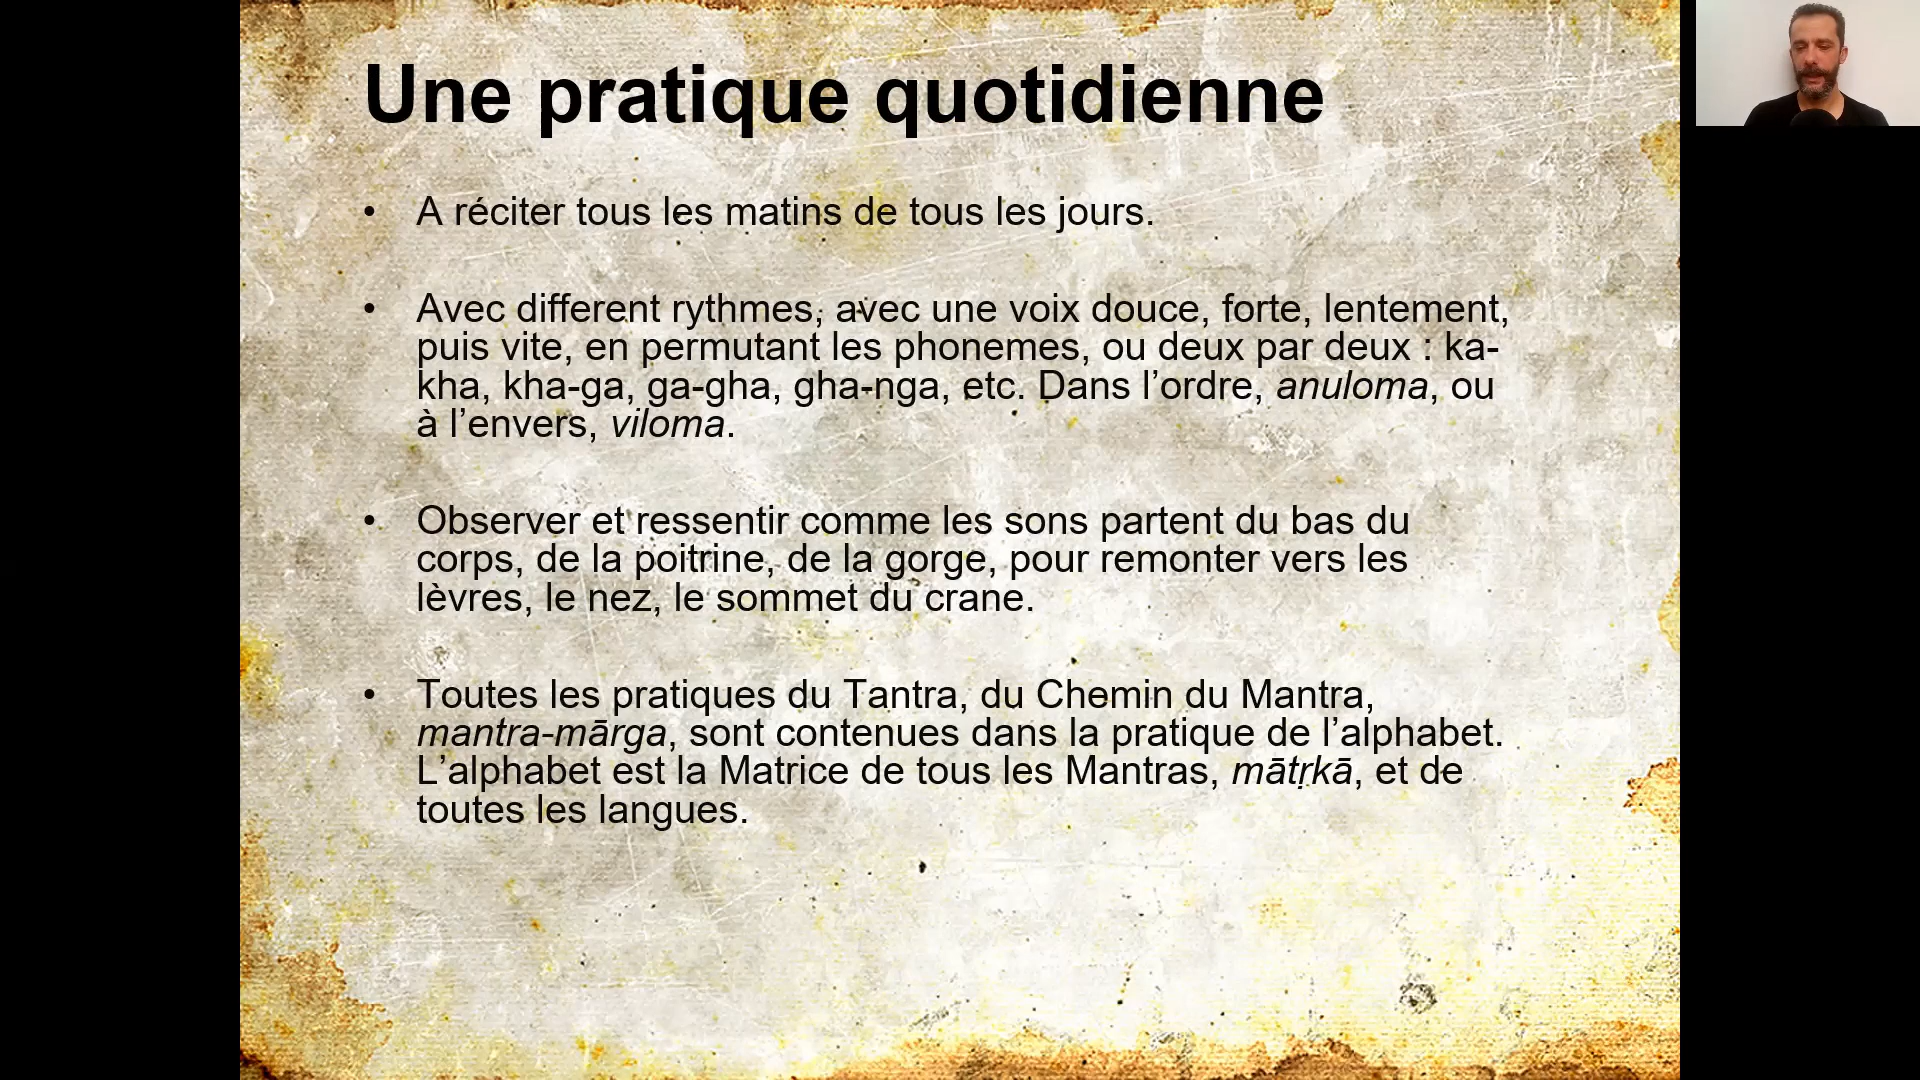 Une pratique quotidienne
• A réciter tous les matins de tous les jours.
• Avec different rythmes, avec une voix douce, forte, lentement,
puis vite, en permutant les phonemes, ou deux par deux : ka-
kha, kha-ga, ga-gha, gha-nga, etc. Dans l’ordre, anuloma, ou
à l’envers, viloma.
• Observer et ressentir comme les sons partent du bas du
corps, de la poitrine, de la gorge, pour remonter vers les
lèvres, le nez, le sommet du crane.
• Toutes les pratiques du Tantra, du Chemin du Mantra,
mantra-mārga, sont contenues dans la pratique de l’alphabet.
L’alphabet est la Matrice de tous les Mantras, mātṛkā, et de
toutes les langues.